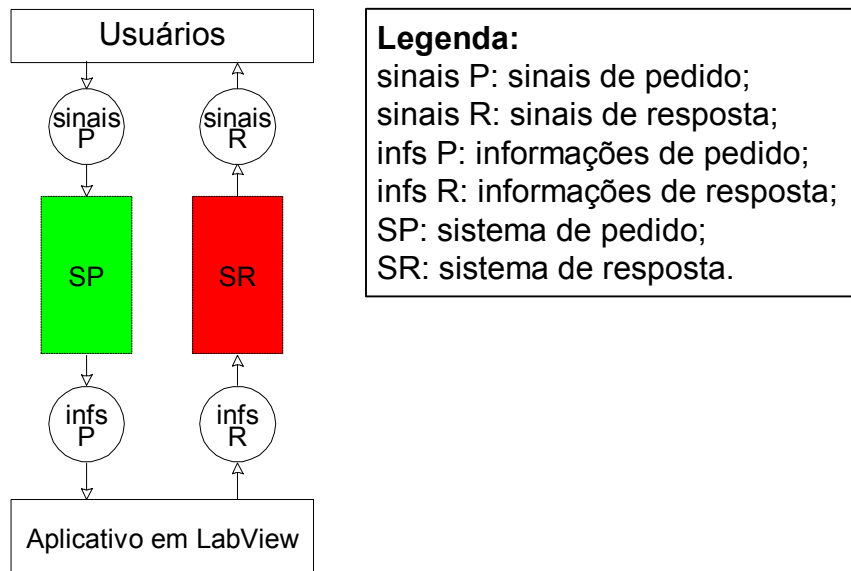 Usuários
sinais
P
sinais
R
SP
SR
infs
P
infs
R
Aplicativo em LabView
Legenda:
sinais P: sinais de pedido;
sinais R: sinais de resposta;
infs P: informações de pedido;
infs R: informações de resposta;
SP: sistema de pedido;
SR: sistema de resposta.